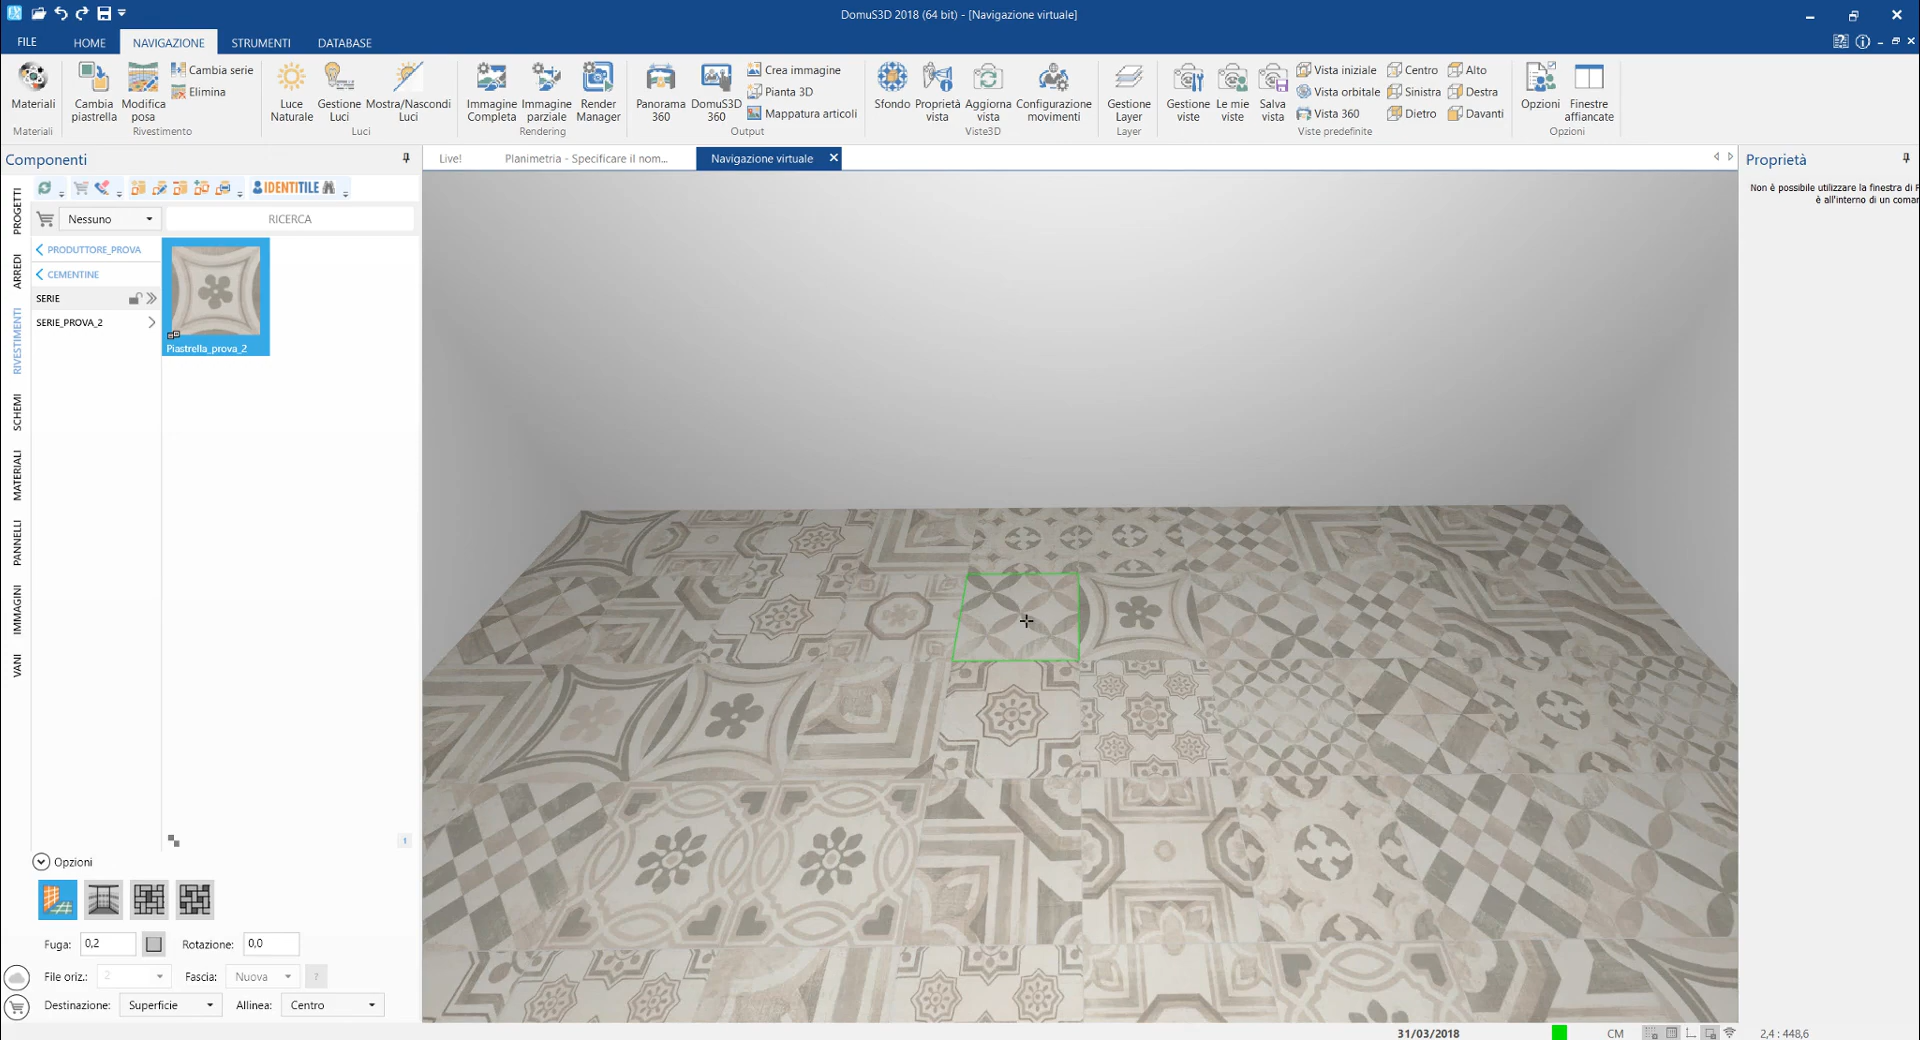 DomuS3D 2018 (64 bit) - [Navigazione virtuale]
FILE HOME NAVIGAZIONE STRUMENTI DATABASE
Materiali
Materiali
Cambia piastrella
Modifica posa
Cambia serie
Elimina
Rivestimento
Luce Naturale
Gestione Luci
Mostra/Nascondi Luci
Luci
Immagine Completa
Immagine parziale
Render Manager
Rendering
Panorama 360
DomuS3D 360
Crea immagine
Pianta 3D
Mappatura articoli
Output
Sfondo
Proprietà vista
Aggiorna vista
Configurazione movimenti
Viste3D
Gestione Layer
Layer
Gestione viste
Le mie viste
Salva vista
Vista iniziale
Vista orbitale
Vista 360
Centro
Sinistra
Dietro
Alto
Destra
Davanti
Viste predefinite
Opzioni
Finestre affiancate
Opzioni
Componenti
Live!
Planimetria - Specificare il nom...
Navigazione virtuale
Proprietà
Non è possibile utilizzare la finestra di P
è all'interno di un coman
IDENTITILE
Nessuno
RICERCA
PROGETTI
ARREDI
RIVESTIMENTI
SCHEMI
MATERIALI
PANNELLI
IMMAGINI
VANI
PRODUTTORE_PROVA
CEMENTINE
SERIE
SERIE_PROVA_2
Piastrella_prova_2
1
Opzioni
Fuga: 0,2 Rotazione: 0,0
File oriz.: 2 Fascia: Nuova ?
Destinazione: Superficie Allinea: Centro
31/03/2018 CM 2,4 : 448,6